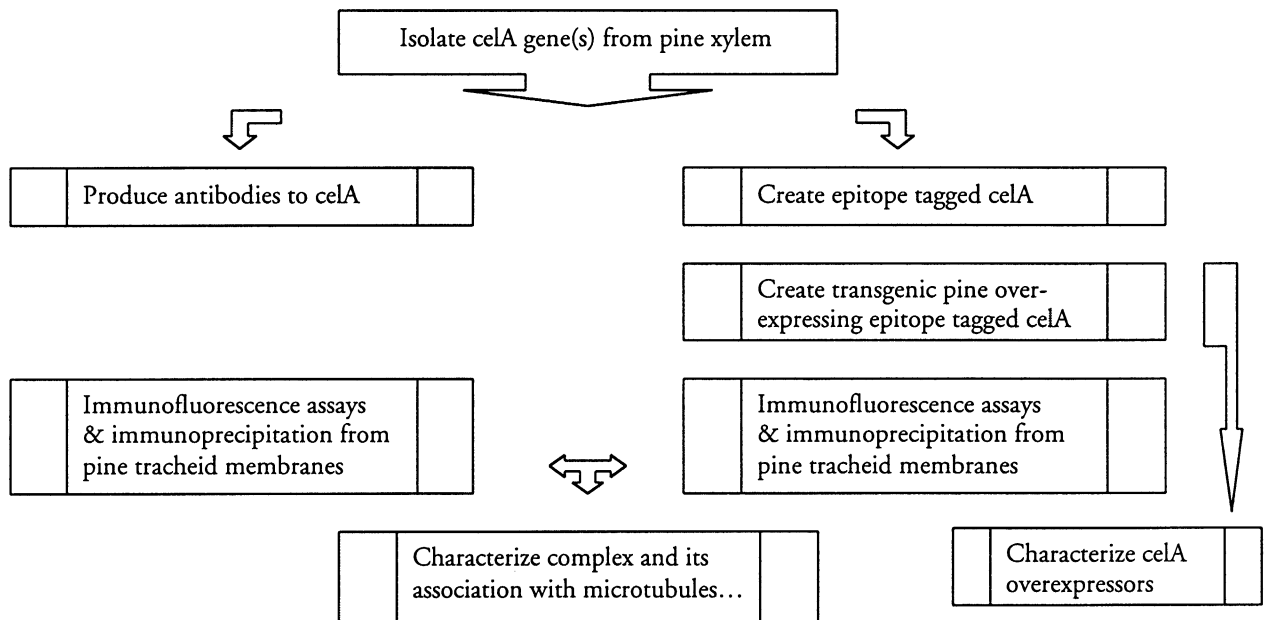 Isolate celA gene(s) from pine xylem
Produce antibodies to celA
Create epitope tagged celA
Create transgenic pine over-
expressing epitope tagged celA
Immunofluorescence assays
& immunoprecipitation from
pine tracheid membranes
Immunofluorescence assays
& immunoprecipitation from
pine tracheid membranes
Characterize complex and its
association with microtubules…
Characterize celA
overexpressors